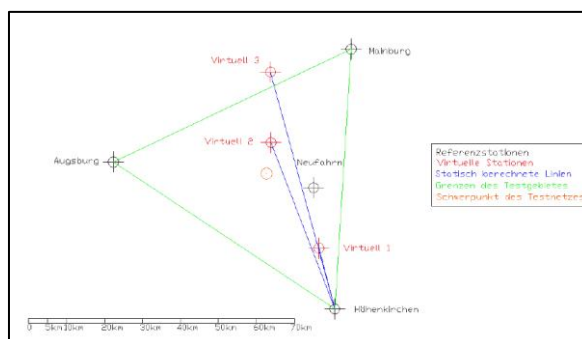 Virtuell 3
Mainburg
Virtuell 2
Augsburg
Neufahrn
Referenzstationen
Virtuelle Stationen
Statisch berechnete Linien
Grenzen des Testgebietes
Schwerpunkt des Testnetzes
Virtuell 1
Höhenkirchen
0 5km 10km 20km 30km 40km 50km 60km 70km